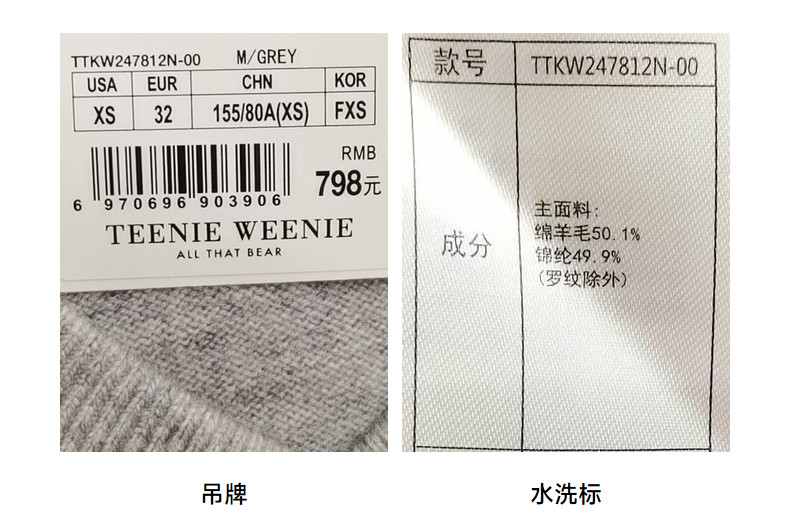 TTKW247812N-00 M/GREY
USA EUR CHN KOR
XS 32 155/80A(XS) FXS
RMB
798元
6 970696 903906
TEENIE WEENIE
ALL THAT BEAR
款号 TTKW247812N-00
成分
主面料:
绵羊毛50.1%
锦纶49.9%
(罗纹除外)
吊牌 水洗标